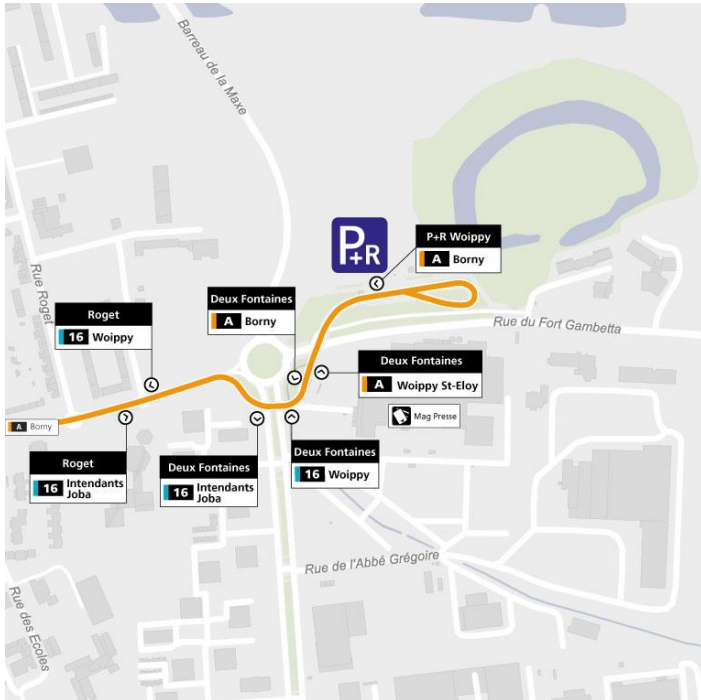 Barreau de la Maxe
P+R
P+R Woippy
A Borny
Rue Roget
Deux Fontaines
A Borny
Roget
16 Woippy
Rue du Fort Gambetta
Deux Fontaines
A Woippy St-Eloy
Mag Presse
A Borny
Roget
16 Intendants
Joba
Deux Fontaines
16 Intendants
Joba
Deux Fontaines
16 Woippy
Rue de l'Abbé Grégoire
Rue des Ecoles